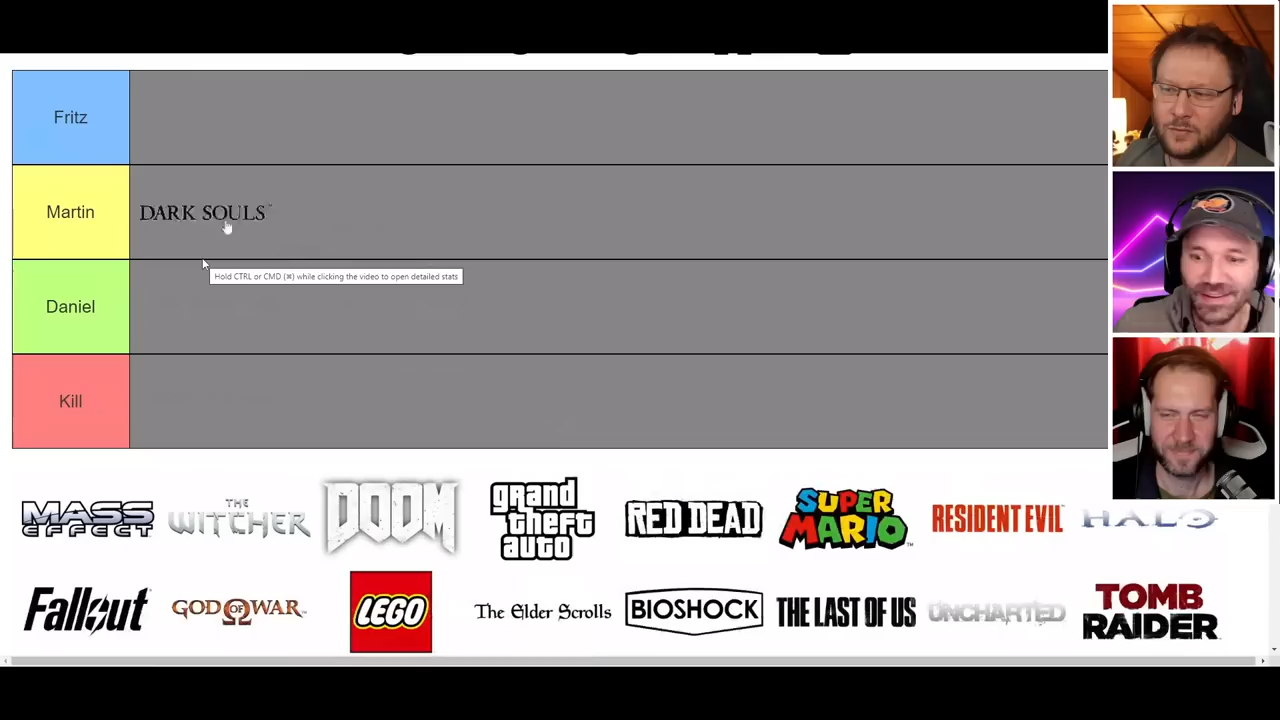 Fritz
Martin
DARK SOULS™
Hold CTRL or CMD (⌘) while clicking the video to open detailed stats
Daniel
Kill
MASS EFFECT
THE WITCHER
DOOM
grand theft auto
RED DEAD
SUPER MARIO™
RESIDENT EVIL
HALO
Fallout
GOD OF WAR
LEGO
The Elder Scrolls
BIOSHOCK
THE LAST OF US
UNCHARTED
TOMB RAIDER